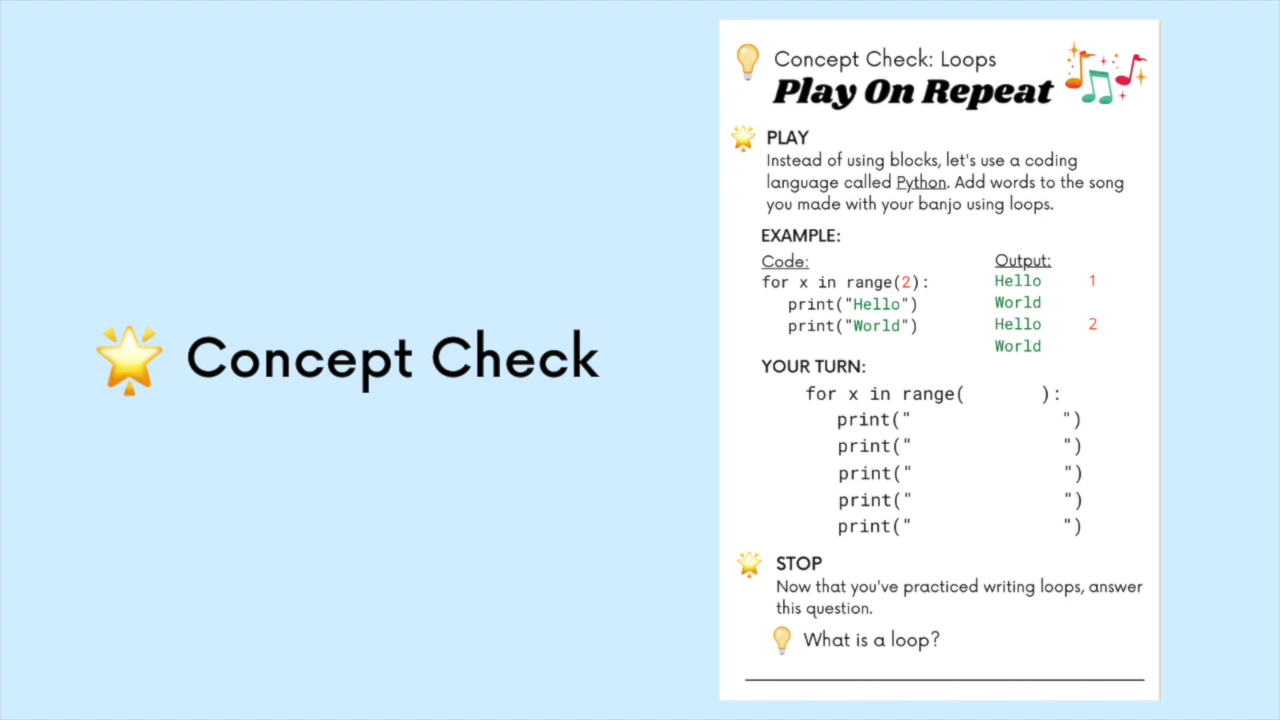 Concept Check
Concept Check: Loops
Play On Repeat
PLAY
Instead of using blocks, let's use a coding
language called Python. Add words to the song
you made with your banjo using loops.
EXAMPLE:
Code:
for x in range(2):
print("Hello")
print("World")
Output:
Hello 1
World
Hello 2
World
YOUR TURN:
for x in range( ):
print(" ")
print(" ")
print(" ")
print(" ")
print(" ")
STOP
Now that you've practiced writing loops, answer
this question.
What is a loop?